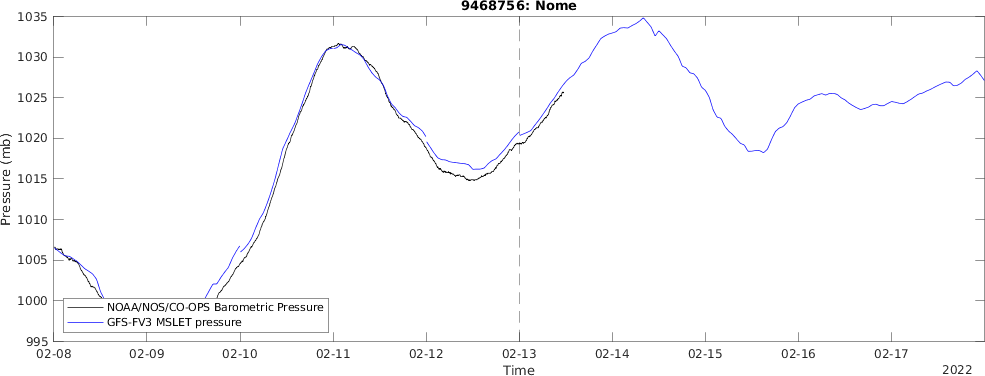 9468756: Nome
1035
1030
1025
1020
1015
1010
1005
1000
995
Pressure (mb)
NOAA/NOS/CO-OPS Barometric Pressure
GFS-FV3 MSLET pressure
02-08 02-09 02-10 02-11 02-12 02-13 02-14 02-15 02-16 02-17
Time
2022